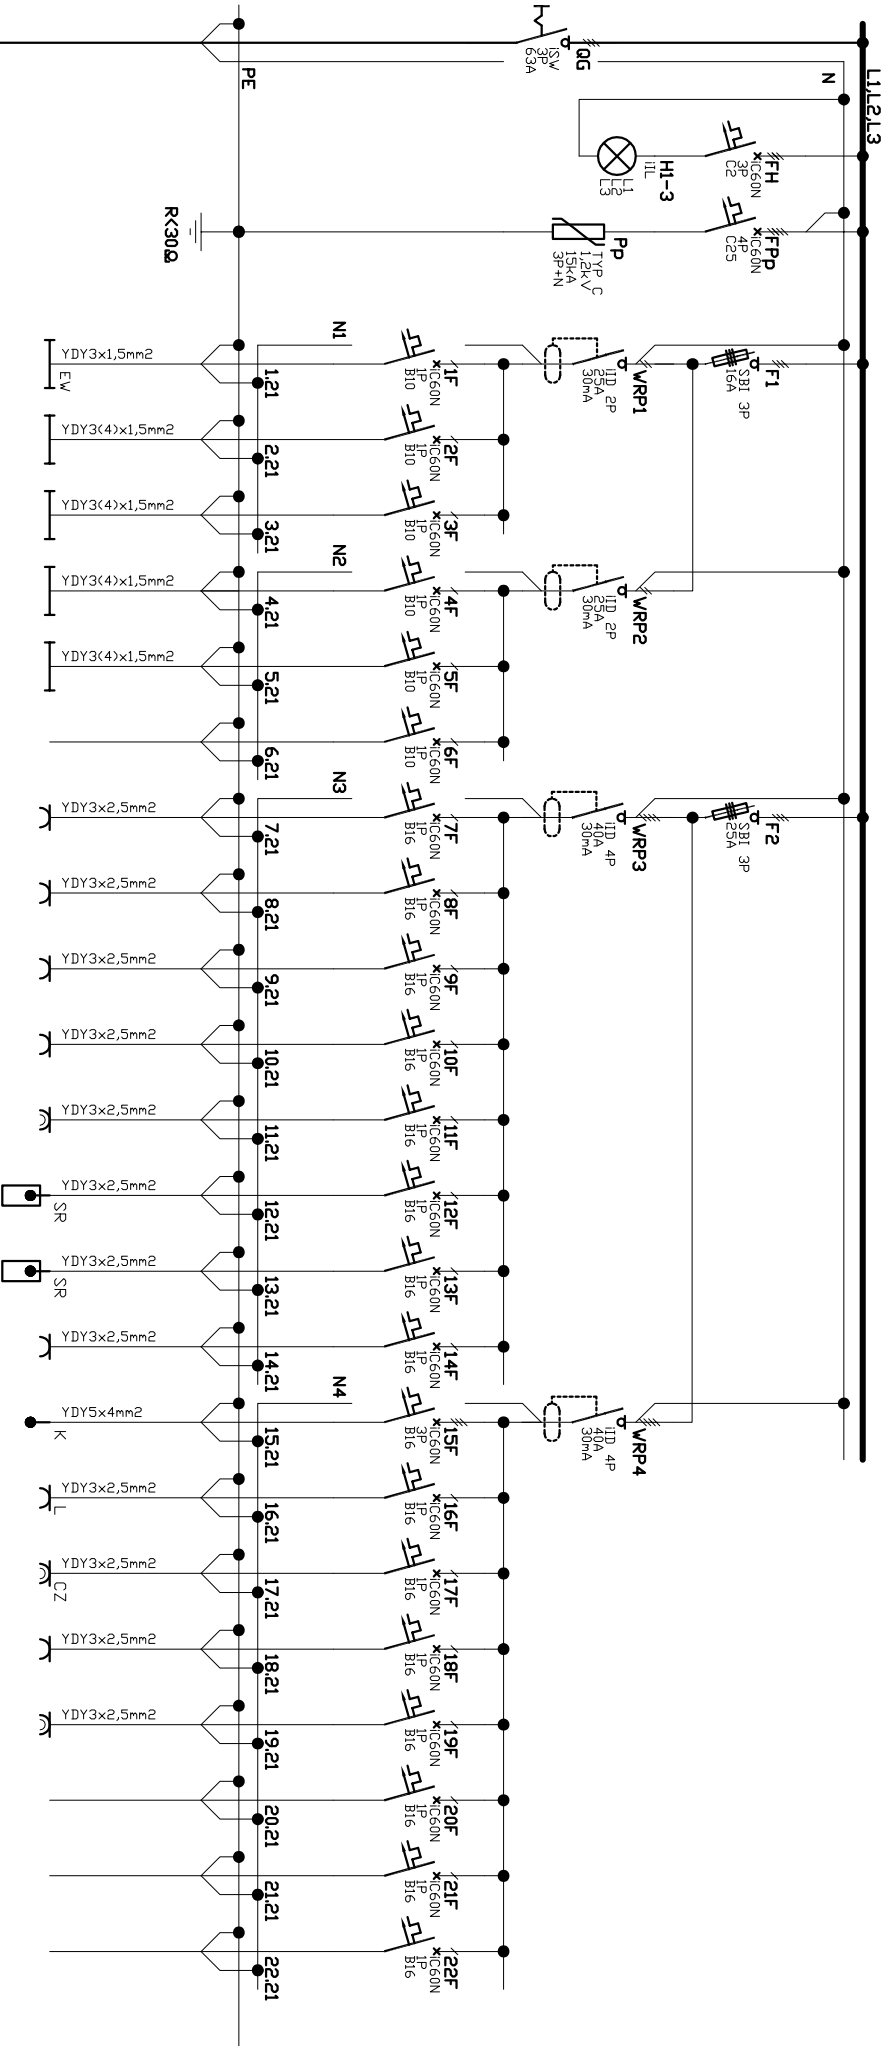 L1,L2,L3
N
PE
QG
iSW
3P
63A
FH
iC60N
3P
C2
H1-3
iIL
L1
L2
L3
FPp
iC60N
4P
C25
Pp
TYP C
1,2kV
15kA
3P+N
R<30Ω
F1
SBI 3P
16A
WRP1
iID 2P
25A
30mA
WRP2
iID 2P
25A
30mA
F2
SBI 3P
25A
WRP3
iID 4P
40A
30mA
WRP4
iID 4P
40A
30mA
N1
1F
iC60N
1P
B10
1,21
YDY3x1,5mm2
EW
2F
iC60N
1P
B10
2,21
YDY3(4)x1,5mm2
3F
iC60N
1P
B10
3,21
YDY3(4)x1,5mm2
N2
4F
iC60N
1P
B10
4,21
YDY3(4)x1,5mm2
5F
iC60N
1P
B10
5,21
YDY3(4)x1,5mm2
6F
iC60N
1P
B10
6,21
N3
7F
iC60N
1P
B16
7,21
YDY3x2,5mm2
8F
iC60N
1P
B16
8,21
YDY3x2,5mm2
9F
iC60N
1P
B16
9,21
YDY3x2,5mm2
10F
iC60N
1P
B16
10,21
YDY3x2,5mm2
11F
iC60N
1P
B16
11,21
YDY3x2,5mm2
12F
iC60N
1P
B16
12,21
YDY3x2,5mm2
SR
13F
iC60N
1P
B16
13,21
YDY3x2,5mm2
SR
14F
iC60N
1P
B16
14,21
YDY3x2,5mm2
N4
15F
iC60N
3P
B16
15,21
YDY5x4mm2
K
16F
iC60N
1P
B16
16,21
YDY3x2,5mm2
L
17F
iC60N
1P
B16
17,21
YDY3x2,5mm2
CZ
18F
iC60N
1P
B16
18,21
YDY3x2,5mm2
19F
iC60N
1P
B16
19,21
YDY3x2,5mm2
20F
iC60N
1P
B16
20,21
21F
iC60N
1P
B16
21,21
22F
iC60N
1P
B16
22,21